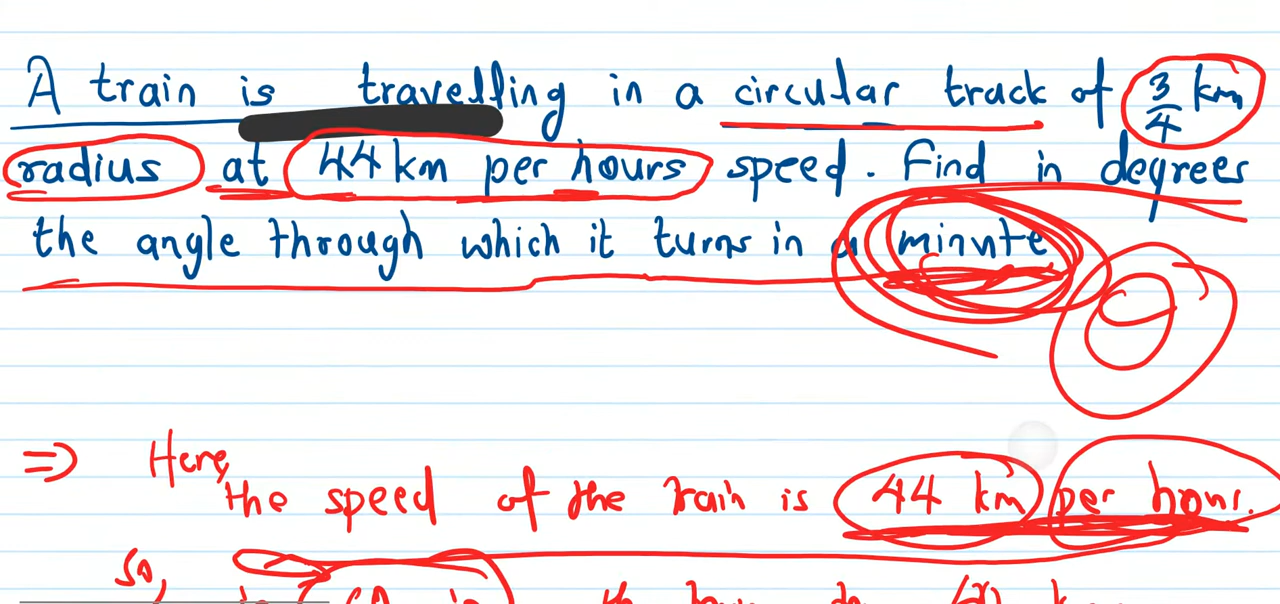 A train is travelling in a circular track of 3/4 km
radius at 44 km per hours speed. Find in degrees
the angle through which it turns in a minute
=> Here,
the speed of the train is 44 km per hour.
So,